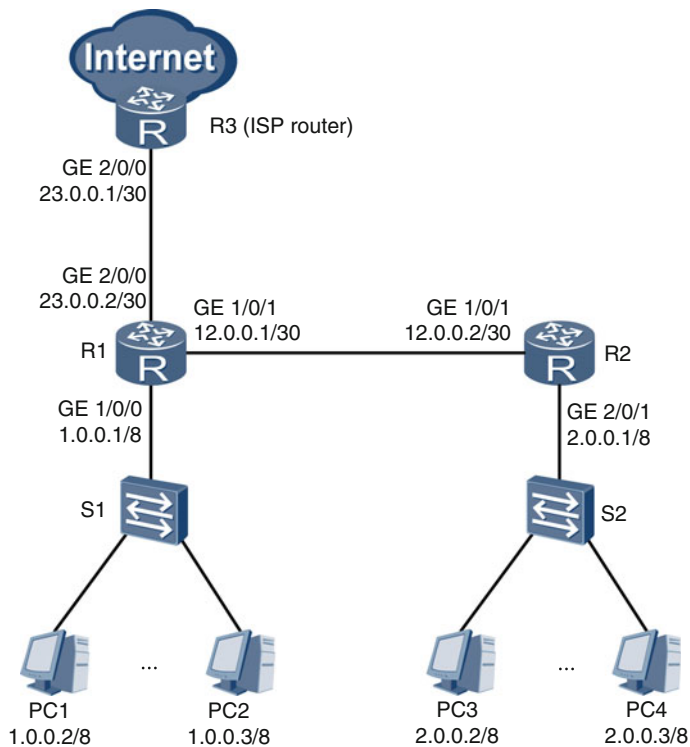 Internet
R
R3 (ISP router)
GE 2/0/0
23.0.0.1/30
GE 2/0/0
23.0.0.2/30
GE 1/0/1
12.0.0.1/30
GE 1/0/1
12.0.0.2/30
R1
R
R
R2
GE 1/0/0
1.0.0.1/8
GE 2/0/1
2.0.0.1/8
S1
S2
...
...
PC1
1.0.0.2/8
PC2
1.0.0.3/8
PC3
2.0.0.2/8
PC4
2.0.0.3/8